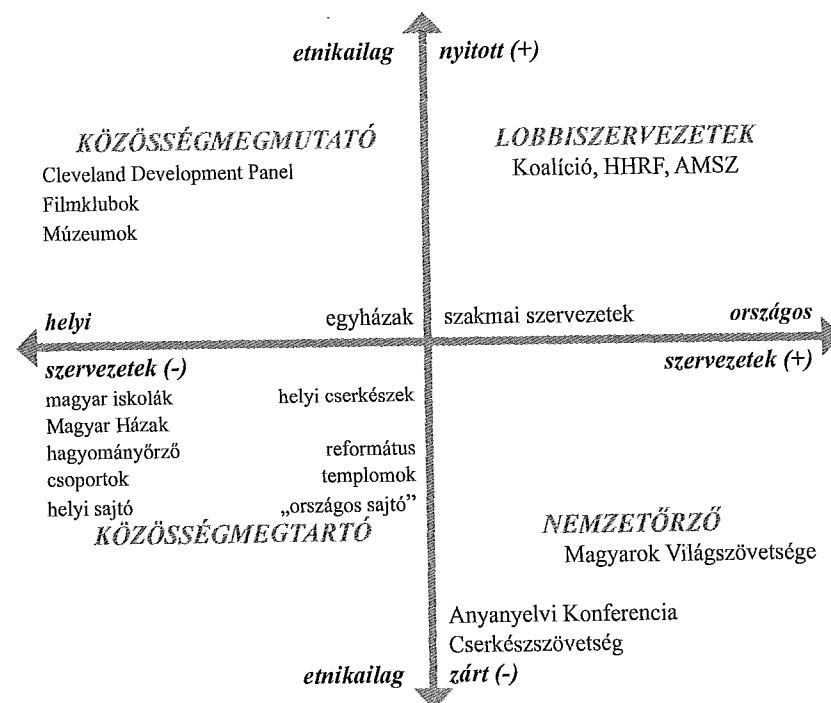 etnikailag nyitott (+)
KÖZÖSSÉGMEGMUTATÓ
Cleveland Development Panel
Filmklubok
Múzeumok
LOBBISZERVEZETEK
Koalíció, HHRF, AMSZ
helyi
szervezetek (-)
egyházak
szakmai szervezetek
országos
szervezetek (+)
magyar iskolák
Magyar Házak
hagyományőrző
csoportok
helyi sajtó
helyi cserkészek
református
templomok
„országos sajtó”
KÖZÖSSÉGMEGTARTÓ
NEMZETŐRZŐ
Magyarok Világszövetsége
Anyanyelvi Konferencia
Cserkészszövetség
etnikailag zárt (-)